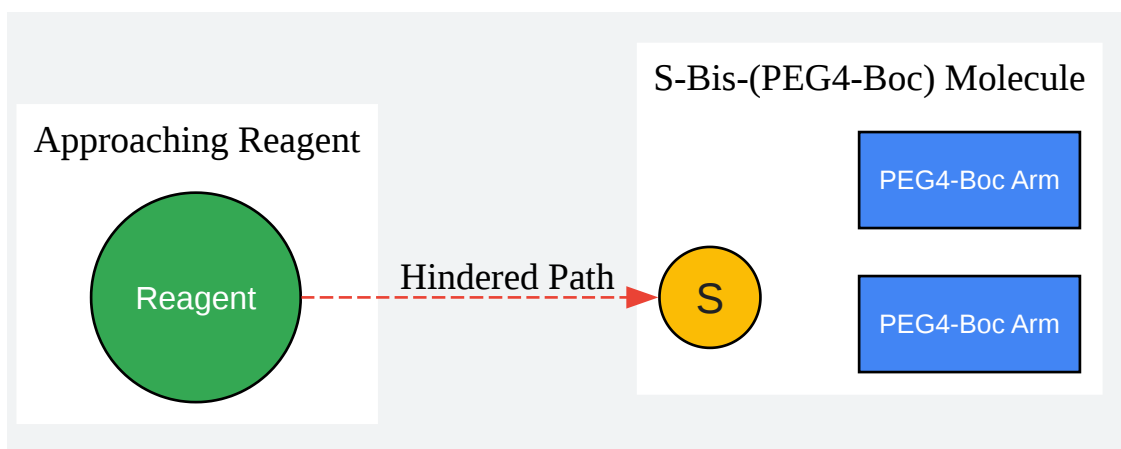 Approaching Reagent
Reagent
Hindered Path
S-Bis-(PEG4-Boc) Molecule
S
PEG4-Boc Arm
PEG4-Boc Arm